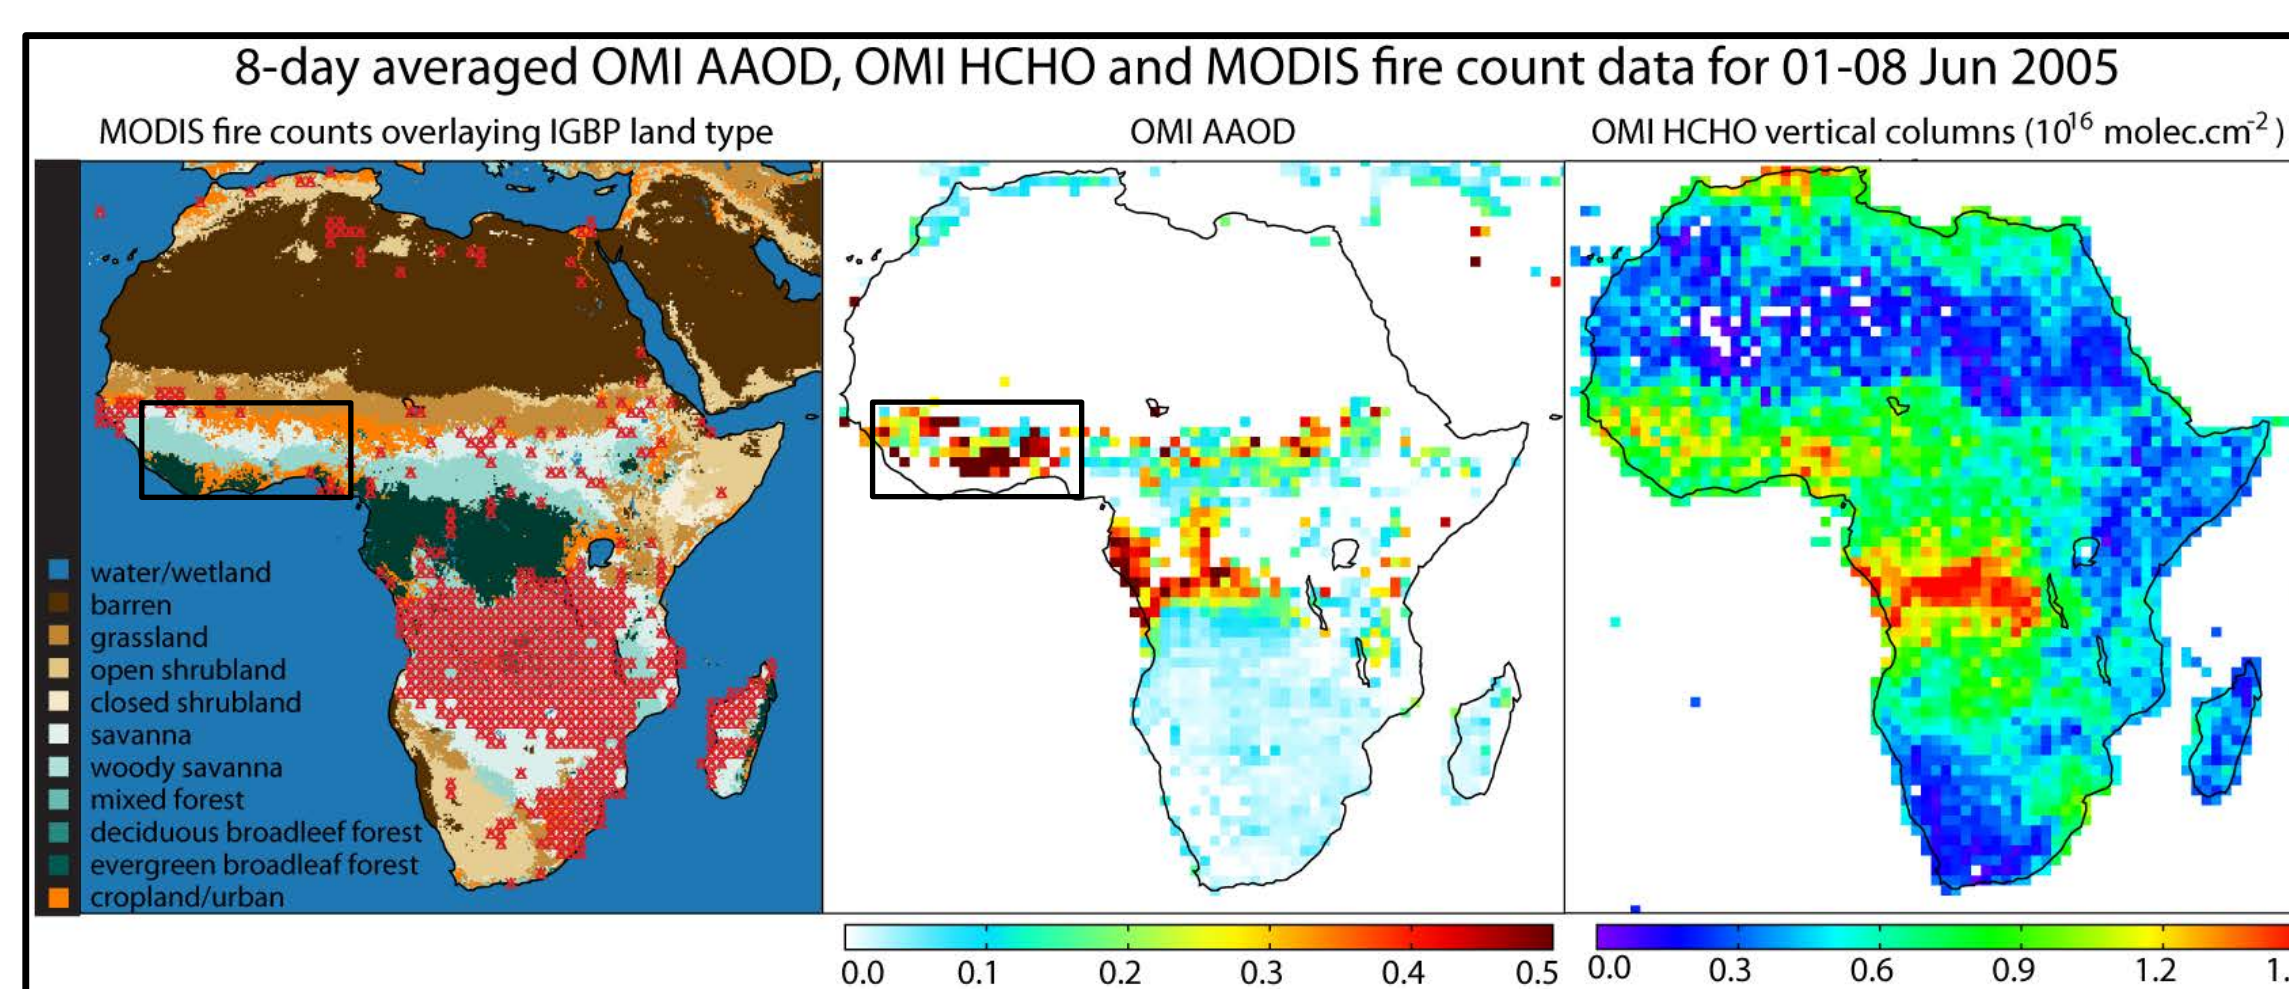 8-day averaged OMI AAOD, OMI HCHO and MODIS fire count data for 01-08 Jun 2005
MODIS fire counts overlaying IGBP land type
OMI AAOD
OMI HCHO vertical columns (10¹⁶ molec.cm⁻²)
water/wetland
barren
grassland
open shrubland
closed shrubland
savanna
woody savanna
mixed forest
deciduous broadleef forest
evergreen broadleaf forest
cropland/urban
0.0 0.1 0.2 0.3 0.4 0.5
0.0 0.3 0.6 0.9 1.2 1.